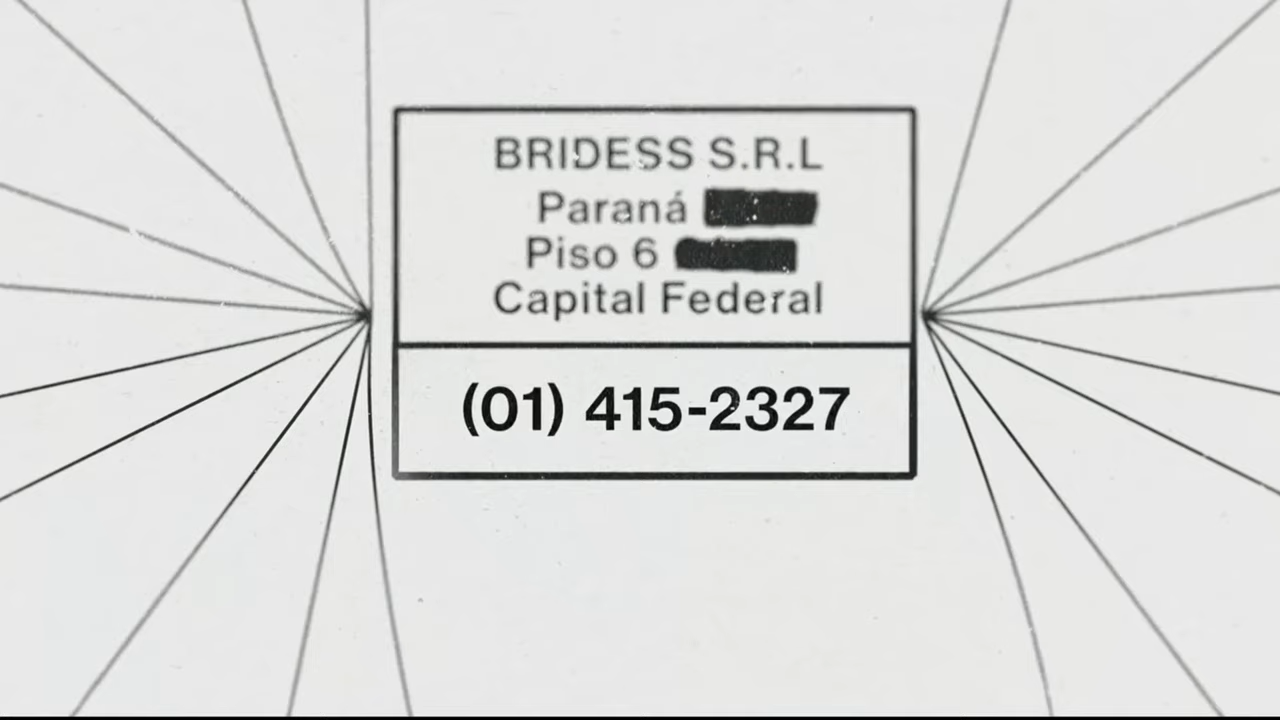 BRIDESS S.R.L
Paraná
Piso 6
Capital Federal
(01) 415-2327